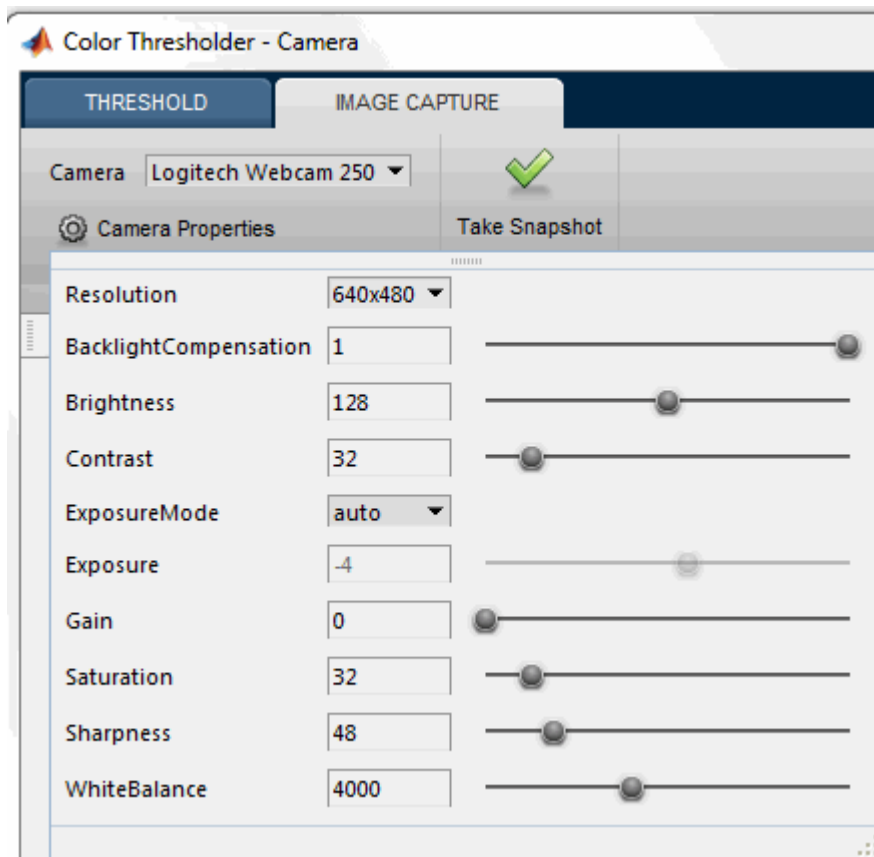 Color Thresholder - Camera
THRESHOLD IMAGE CAPTURE
Camera Logitech Webcam 250
Camera Properties Take Snapshot
Resolution 640x480
BacklightCompensation 1
Brightness 128
Contrast 32
ExposureMode auto
Exposure -4
Gain 0
Saturation 32
Sharpness 48
WhiteBalance 4000